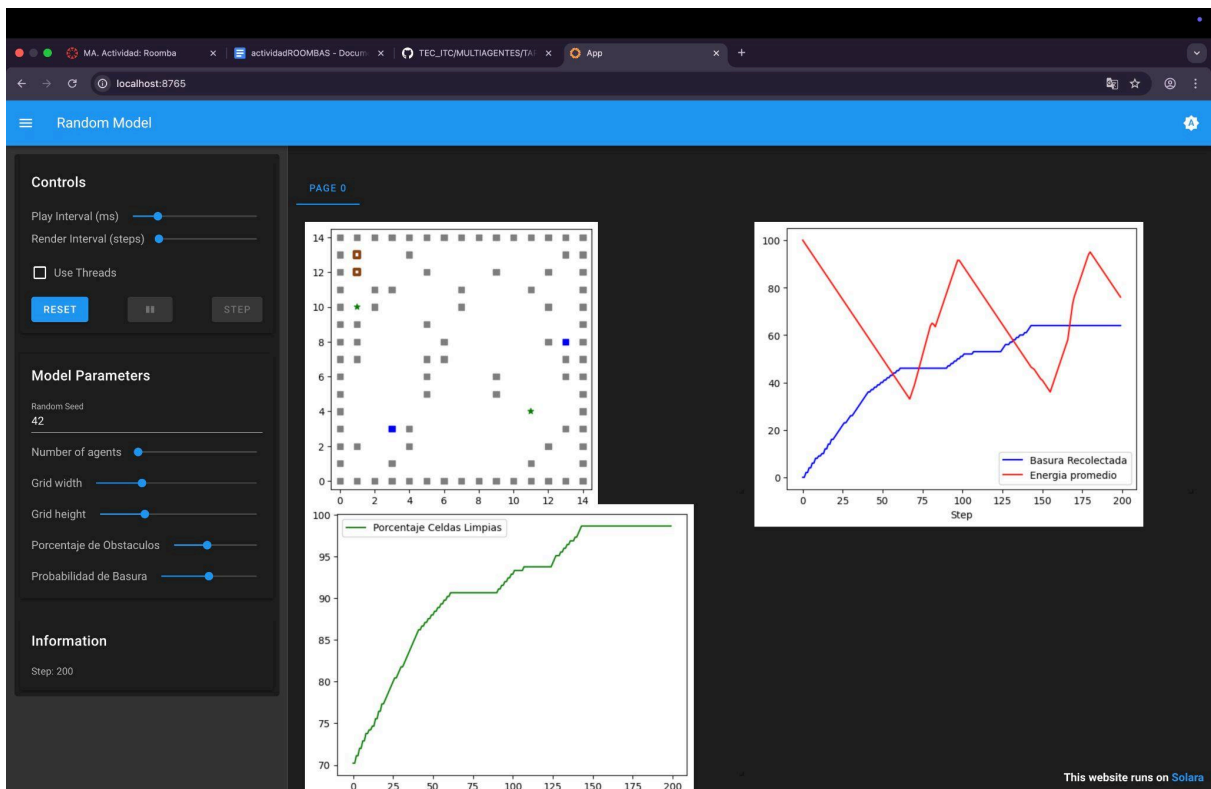 MA. Actividad: Roomba
actividadROOMBAS - Docum
TEC_ITC/MULTIAGENTES/TA
App
localhost:8765
Random Model
A
Controls
Play Interval (ms)
Render Interval (steps)
Use Threads
RESET
STEP
Model Parameters
Random Seed
42
Number of agents
Grid width
Grid height
Porcentaje de Obstaculos
Probabilidad de Basura
Information
Step: 200
PAGE 0
14
12
10
8
6
4
2
0
0 2 4 6 8 10 12 14
100
80
60
40
20
0
Basura Recolectada
Energia promedio
0 25 50 75 100 125 150 175 200
Step
100
95
90
85
80
75
70
Porcentaje Celdas Limpias
0 25 50 75 100 125 150 175 200
This website runs on Solara